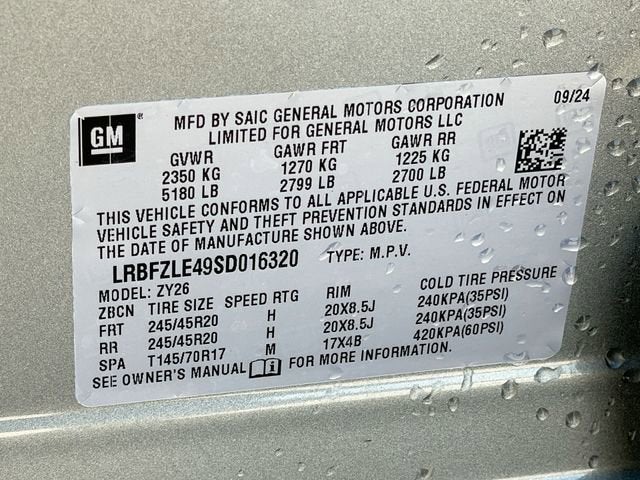 GM
MFD BY SAIC GENERAL MOTORS CORPORATION 09/24
LIMITED FOR GENERAL MOTORS LLC
GVWR GAWR FRT GAWR RR
2350 KG 1270 KG 1225 KG
5180 LB 2799 LB 2700 LB
THIS VEHICLE CONFORMS TO ALL APPLICABLE U.S. FEDERAL MOTOR
VEHICLE SAFETY AND THEFT PREVENTION STANDARDS IN EFFECT ON
THE DATE OF MANUFACTURE SHOWN ABOVE.
LRBFZLE49SD016320 TYPE: M.P.V.
MODEL: ZY26
ZBCN TIRE SIZE SPEED RTG RIM COLD TIRE PRESSURE
FRT 245/45R20 H 20X8.5J 240KPA(35PSI)
RR 245/45R20 H 20X8.5J 240KPA(35PSI)
SPA T145/70R17 M 17X4B 420KPA(60PSI)
SEE OWNER'S MANUAL FOR MORE INFORMATION.